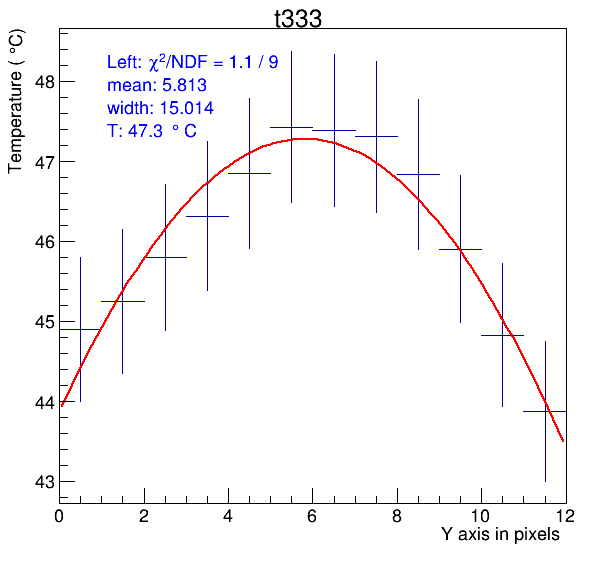 t333
Temperature ( °C)
Left: χ²/NDF = 1.1 / 9
mean: 5.813
width: 15.014
T: 47.3 ° C
48
47
46
45
44
43
0 2 4 6 8 10 12
Y axis in pixels